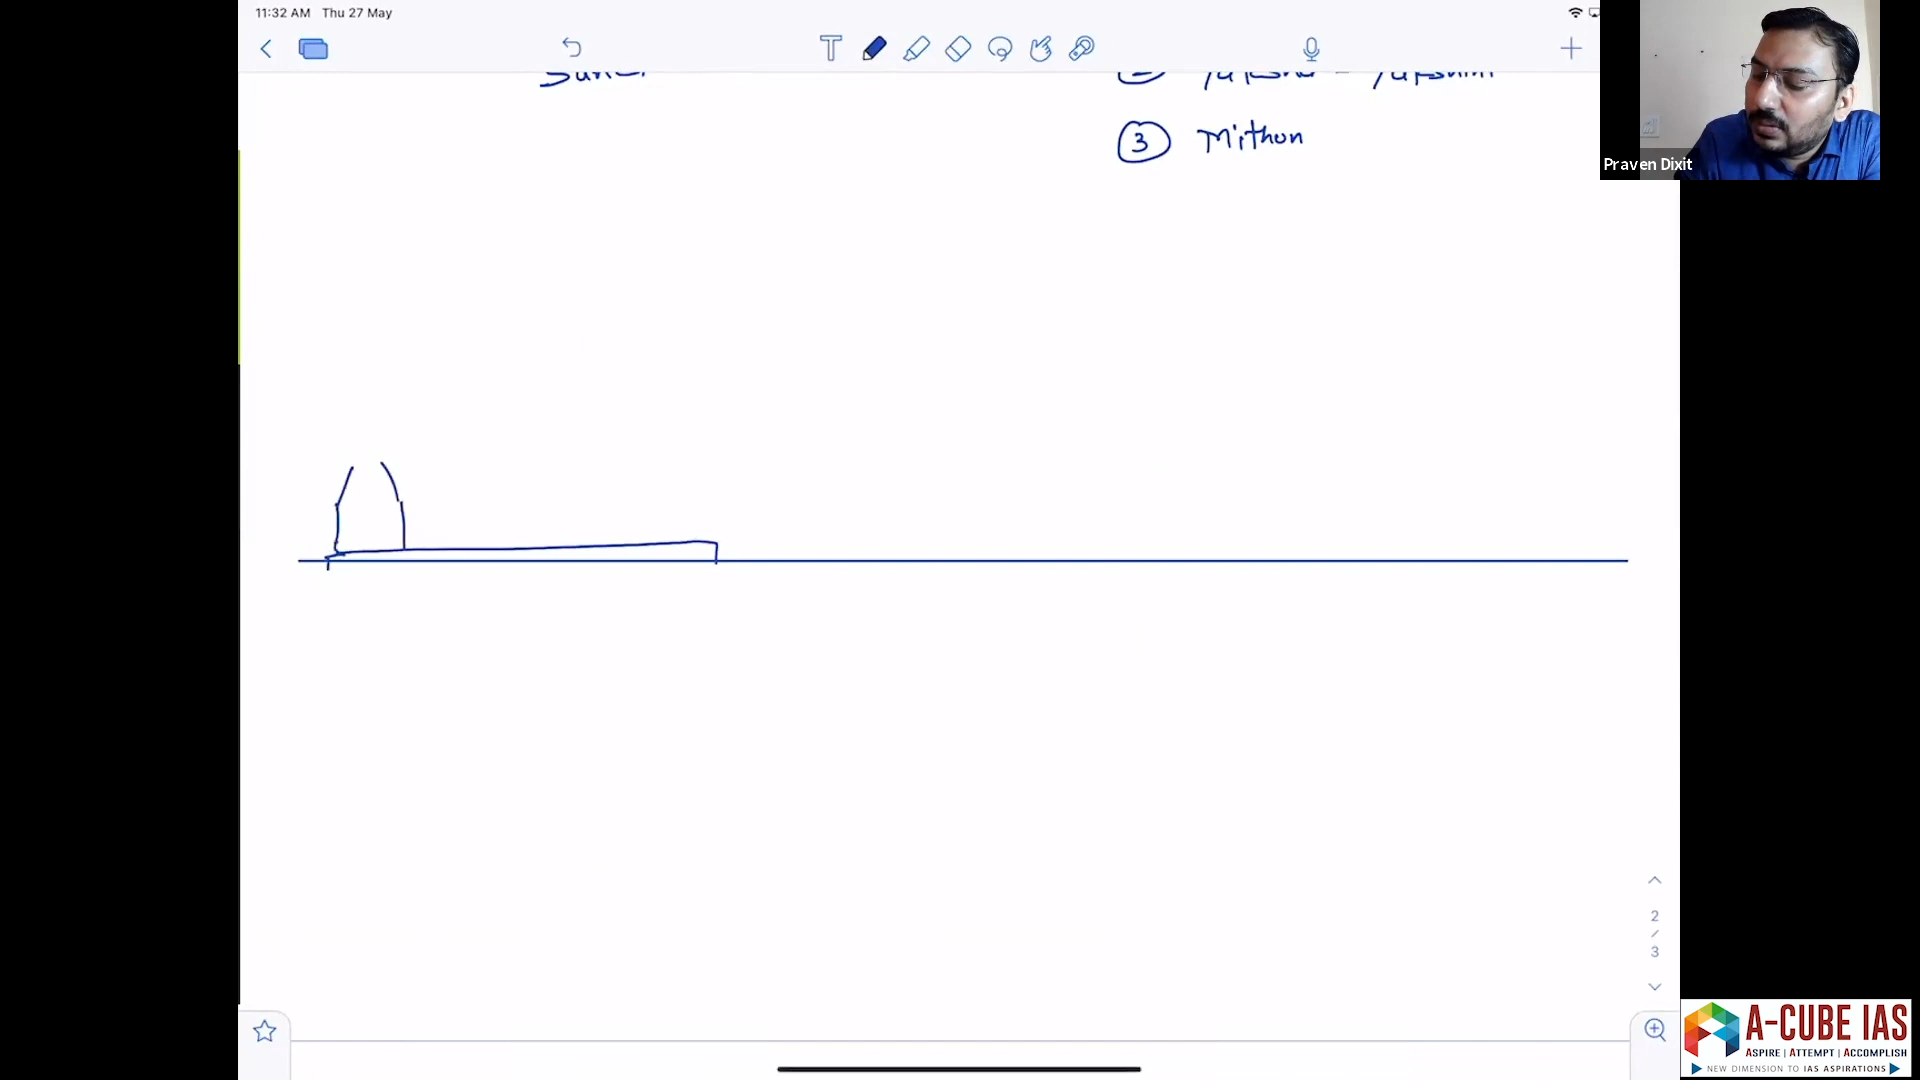 11:32 AM Thu 27 May
T
3 Mithun
Praven Dixit
2
3
A-CUBE IAS
ASPIRE | ATTEMPT | ACCOMPLISH
NEW DIMENSION TO IAS ASPIRATIONS